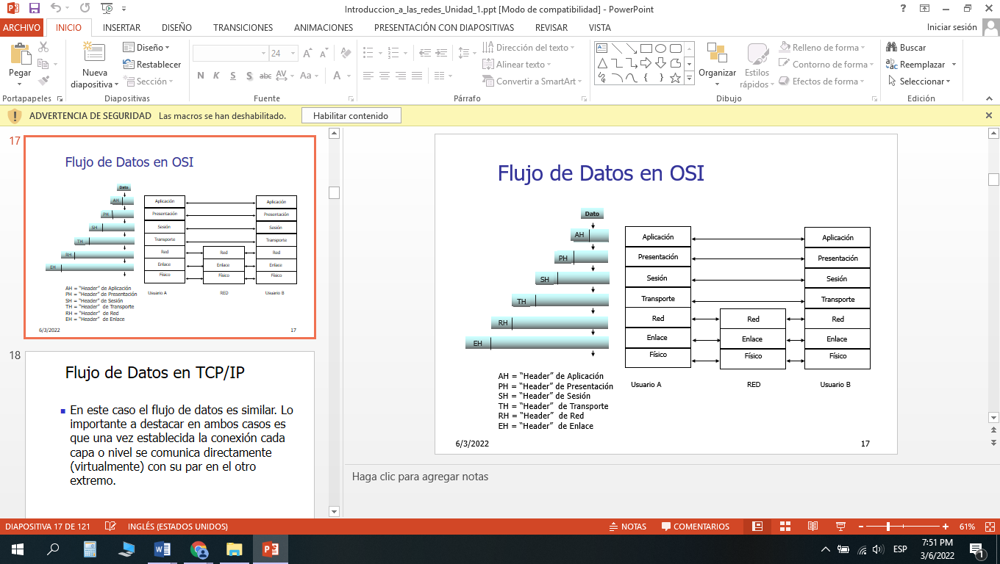 Introduccion_a_las_redes_Unidad_1.ppt [Modo de compatibilidad] - PowerPoint
ARCHIVO INICIO INSERTAR DISEÑO TRANSICIONES ANIMACIONES PRESENTACIÓN CON DIAPOSITIVAS REVISAR VISTA Iniciar sesión
Pegar
Portapapeles
Nueva diapositiva
Diseño
Restablecer
Sección
Diapositivas
24
N K S S abc AV Aa A
Fuente
Dirección del texto
Alinear texto
Convertir a SmartArt
Párrafo
Organizar
Estilos rápidos
Relleno de forma
Contorno de forma
Efectos de forma
Dibujo
Buscar
Reemplazar
Seleccionar
Edición
ADVERTENCIA DE SEGURIDAD Las macros se han deshabilitado. Habilitar contenido
17
Flujo de Datos en OSI
Dato
AH
PH
SH
TH
RH
EH
Aplicación Aplicación
Presentación Presentación
Sesión Sesión
Transporte Transporte
Red Red Red
Enlace Enlace Enlace
Físico Físico Físico
Usuario A RED Usuario B
AH = “Header” de Aplicación
PH = “Header” de Presentación
SH = “Header” de Sesión
TH = “Header” de Transporte
RH = “Header” de Red
EH = “Header” de Enlace
6/3/2022 17
18
Flujo de Datos en TCP/IP
En este caso el flujo de datos es similar. Lo
importante a destacar en ambos casos es
que una vez establecida la conexión cada
capa o nivel se comunica directamente
(virtualmente) con su par en el otro
extremo.
Flujo de Datos en OSI
Dato
AH
PH
SH
TH
RH
EH
Aplicación Aplicación
Presentación Presentación
Sesión Sesión
Transporte Transporte
Red Red Red
Enlace Enlace Enlace
Físico Físico Físico
Usuario A RED Usuario B
AH = “Header” de Aplicación
PH = “Header” de Presentación
SH = “Header” de Sesión
TH = “Header” de Transporte
RH = “Header” de Red
EH = “Header” de Enlace
6/3/2022 17
Haga clic para agregar notas
DIAPOSITIVA 17 DE 121 INGLÉS (ESTADOS UNIDOS) NOTAS COMENTARIOS 61%
ESP
7:51 PM
3/6/2022
1